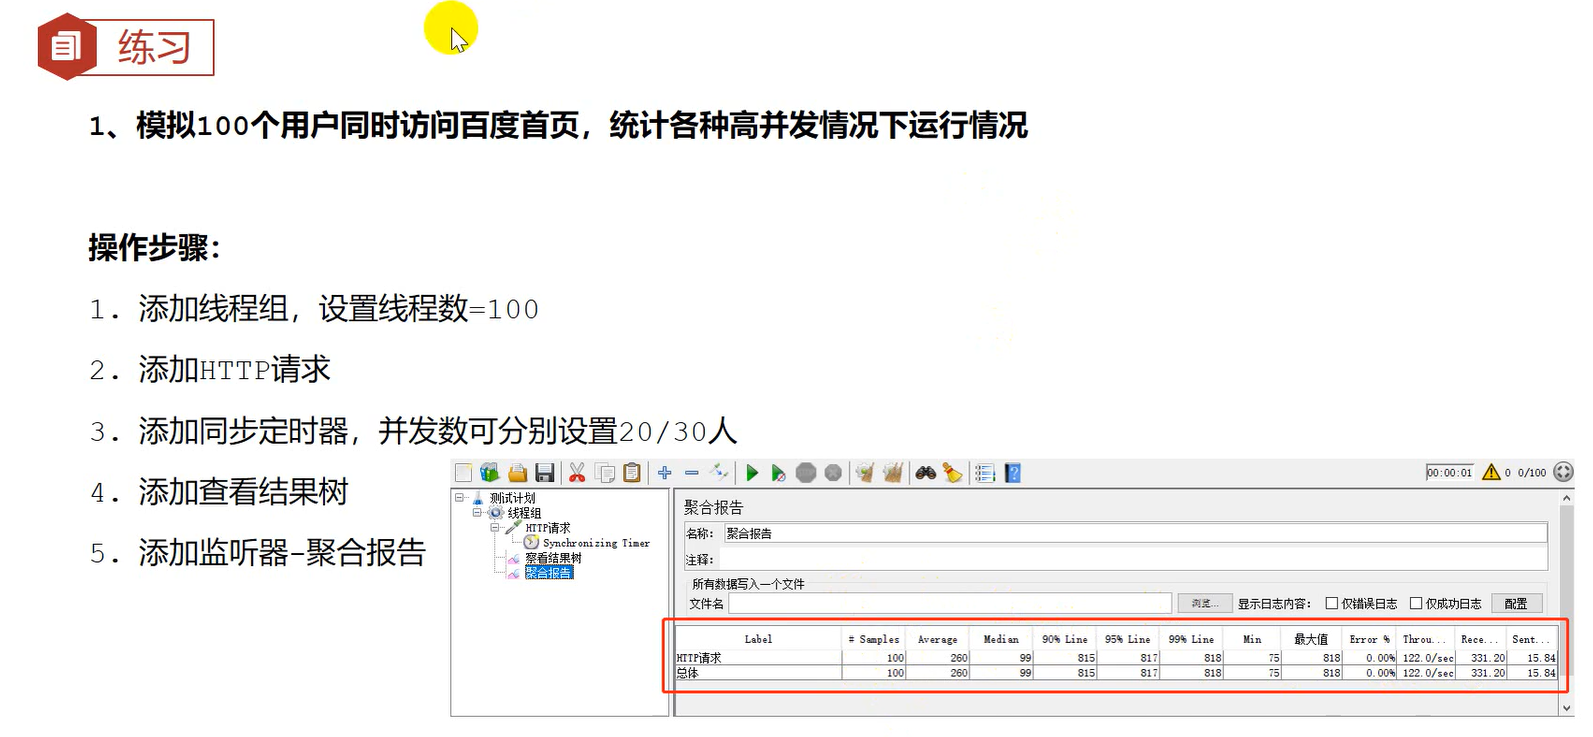 练习
1、模拟100个用户同时访问百度首页，统计各种高并发情况下运行情况
操作步骤：
1. 添加线程组，设置线程数=100
2. 添加HTTP请求
3. 添加同步定时器，并发数可分别设置20/30人
4. 添加查看结果树
5. 添加监听器-聚合报告
00:00:01 0 0/100
测试计划
线程组
HTTP请求
Synchronizing Timer
察看结果树
聚合报告
聚合报告
名称： 聚合报告
注释：
所有数据写入一个文件
文件名 浏览... 显示日志内容： 仅错误日志 仅成功日志 配置
Label # Samples Average Median 90% Line 95% Line 99% Line Min 最大值 Error % Throu... Rece... Sent...
HTTP请求 100 260 99 815 817 818 75 818 0.00% 122.0/sec 331.20 15.84
总体 100 260 99 815 817 818 75 818 0.00% 122.0/sec 331.20 15.84